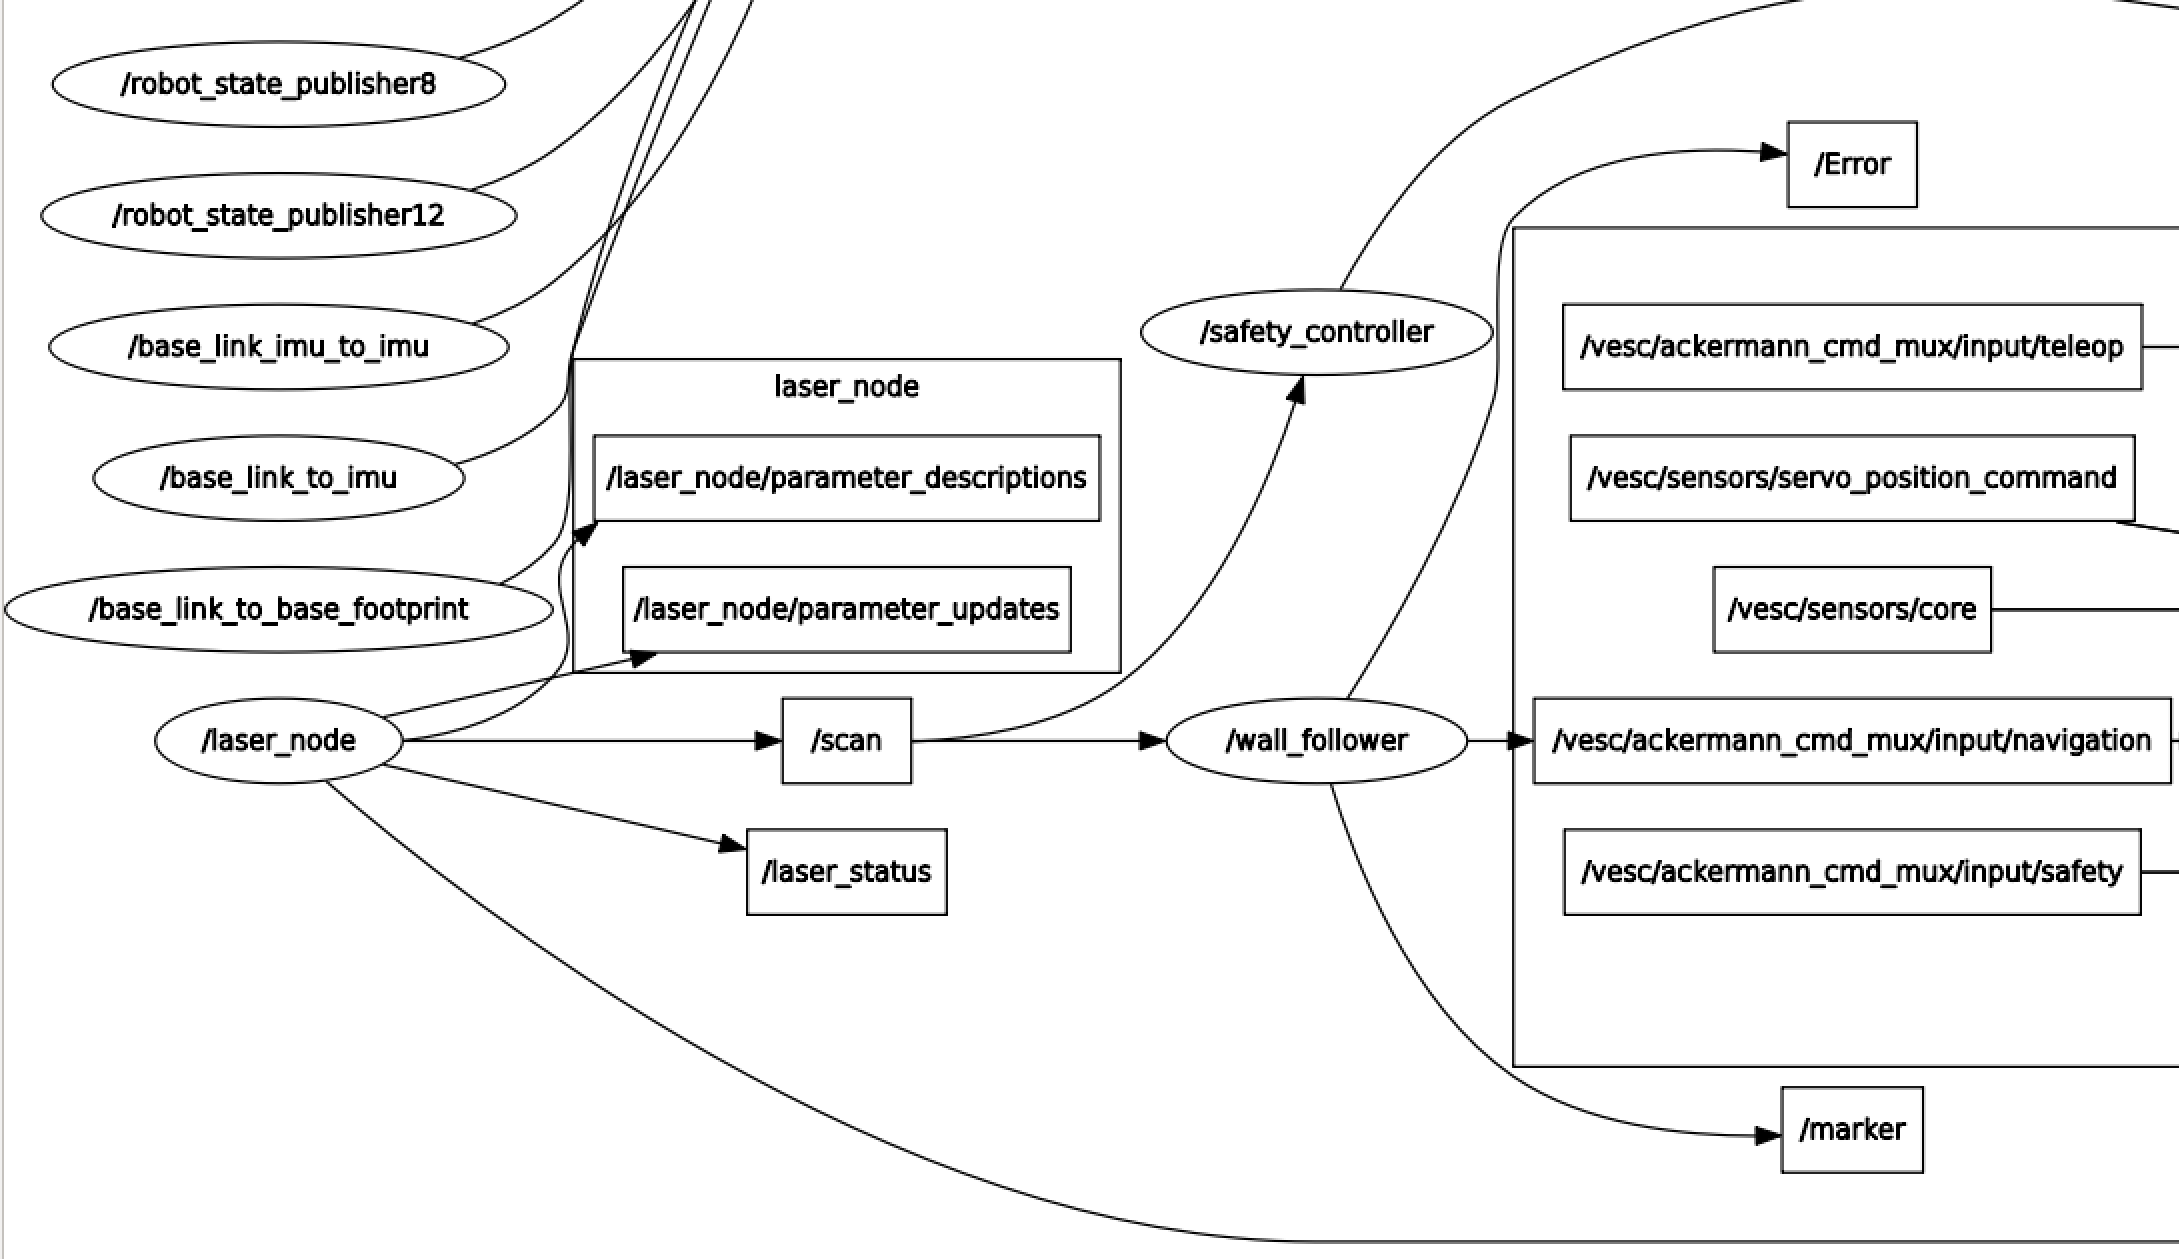 /robot_state_publisher8
/robot_state_publisher12
/base_link_imu_to_imu
/base_link_to_imu
/base_link_to_base_footprint
/laser_node
laser_node
/laser_node/parameter_descriptions
/laser_node/parameter_updates
/scan
/laser_status
/safety_controller
/wall_follower
/Error
/vesc/ackermann_cmd_mux/input/teleop
/vesc/sensors/servo_position_command
/vesc/sensors/core
/vesc/ackermann_cmd_mux/input/navigation
/vesc/ackermann_cmd_mux/input/safety
/marker